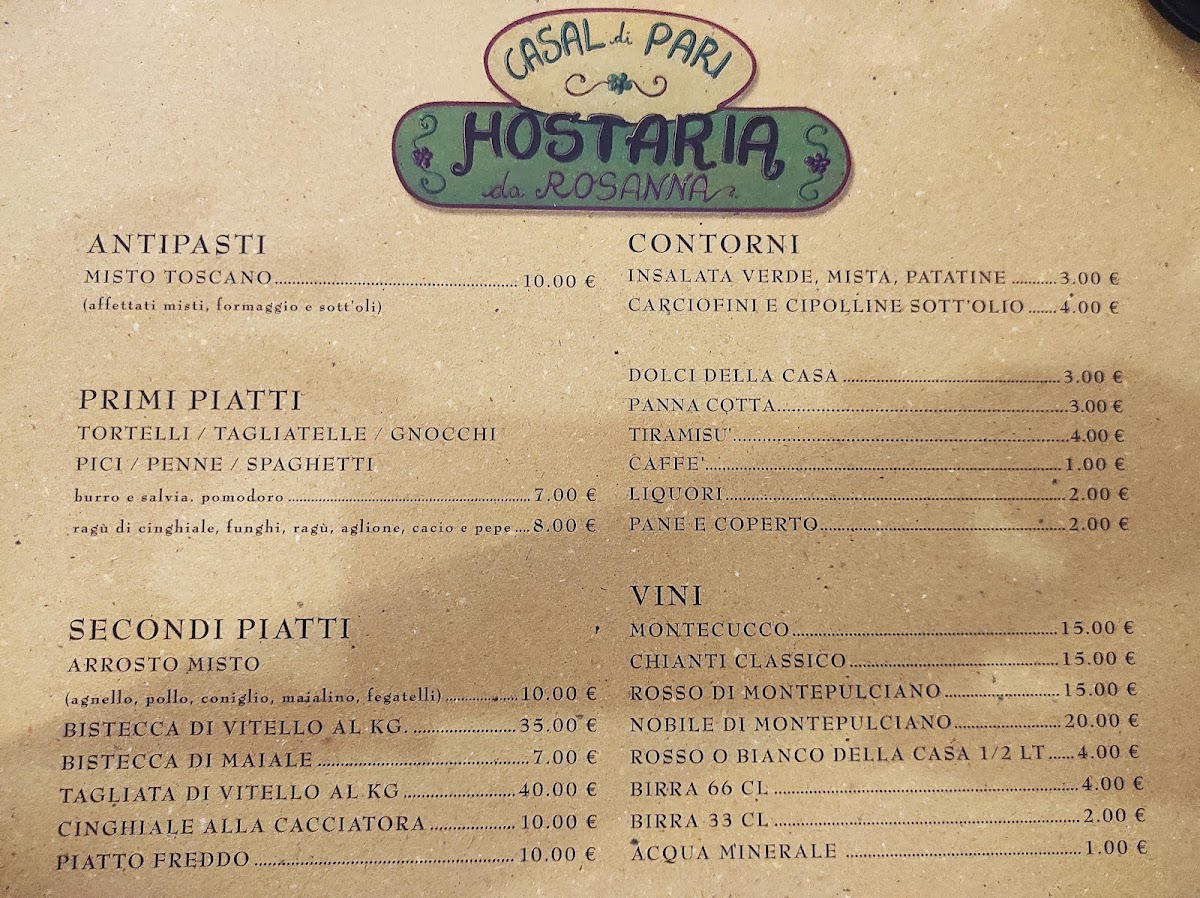 CASAL di PARI
HOSTARIA
da ROSANNA
ANTIPASTI
MISTO TOSCANO 10.00 €
(affettati misti, formaggio e sott'oli)
PRIMI PIATTI
TORTELLI / TAGLIATELLE / GNOCCHI
PICI / PENNE / SPAGHETTI
burro e salvia. pomodoro 7.00 €
ragù di cinghiale, funghi, ragù, aglione, cacio e pepe 8.00 €
SECONDI PIATTI
ARROSTO MISTO
(agnello, pollo, coniglio, maialino, fegatelli) 10.00 €
BISTECCA DI VITELLO AL KG. 35.00 €
BISTECCA DI MAIALE 7.00 €
TAGLIATA DI VITELLO AL KG 40.00 €
CINGHIALE ALLA CACCIATORA 10.00 €
PIATTO FREDDO 10.00 €
CONTORNI
INSALATA VERDE, MISTA, PATATINE 3.00 €
CARCIOFINI E CIPOLLINE SOTT'OLIO 4.00 €
DOLCI DELLA CASA 3.00 €
PANNA COTTA 3.00 €
TIRAMISU' 4.00 €
CAFFE' 1.00 €
LIQUORI 2.00 €
PANE E COPERTO 2.00 €
VINI
MONTECUCCO 15.00 €
CHIANTI CLASSICO 15.00 €
ROSSO DI MONTEPULCIANO 15.00 €
NOBILE DI MONTEPULCIANO 20.00 €
ROSSO O BIANCO DELLA CASA 1/2 LT 4.00 €
BIRRA 66 CL 4.00 €
BIRRA 33 CL 2.00 €
ACQUA MINERALE 1.00 €